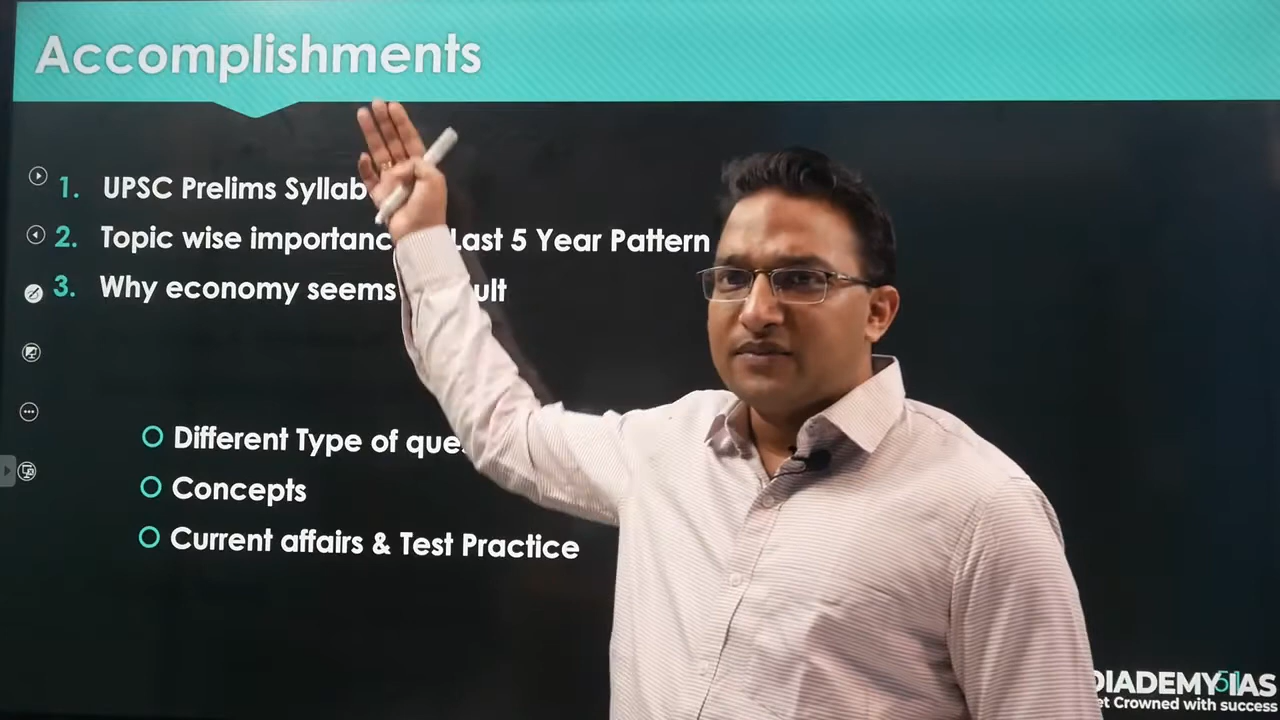 Accomplishments
1. UPSC Prelims Syllab
2. Topic wise importanc Last 5 Year Pattern
3. Why economy seems ult
Different Type of que
Concepts
Current affairs & Test Practice
DIADEMY IAS
et Crowned with success